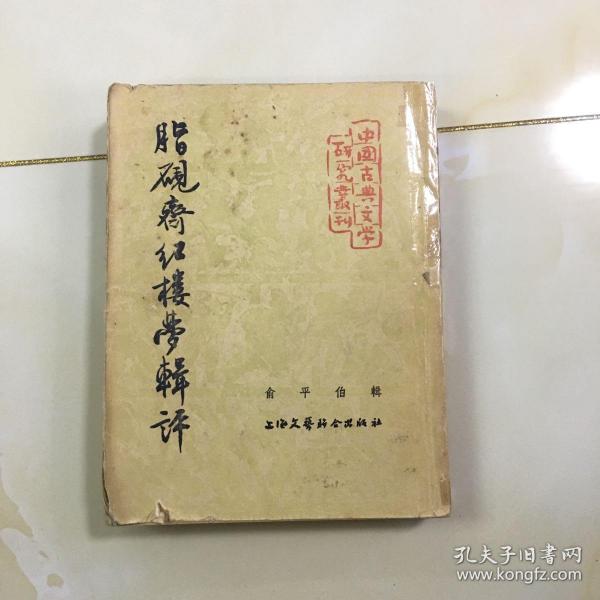 脂硯齋紅樓夢輯評
中國古典文学
研究叢刊
俞平伯輯
上海文藝联合出版社
孔夫子旧书网
www.kongfz.com